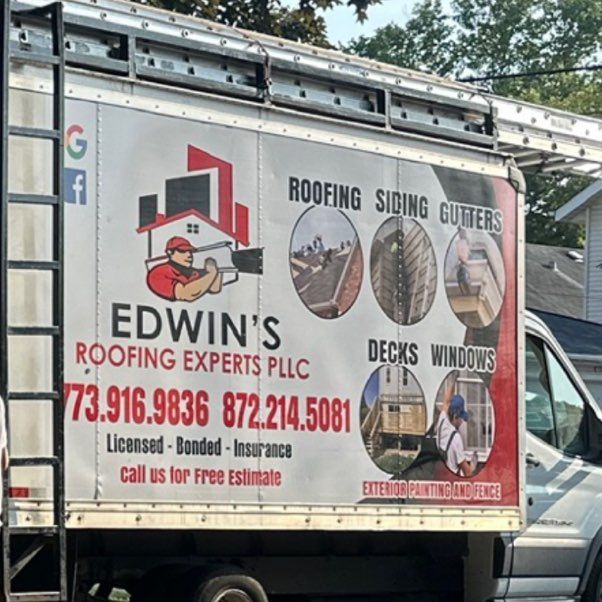 G
f
EDWIN'S
ROOFING EXPERTS PLLC
773.916.9836 872.214.5081
Licensed - Bonded - Insurance
Call us for Free Estimate
ROOFING SIDING GUTTERS
DECKS WINDOWS
EXTERIOR PAINTING AND FENCE